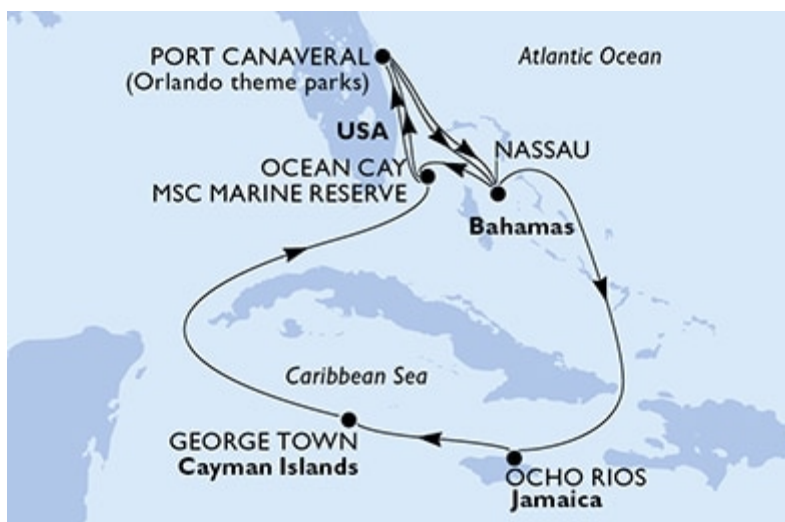 PORT CANAVERAL
(Orlando theme parks)
Atlantic Ocean
USA
NASSAU
OCEAN CAY
MSC MARINE RESERVE
Bahamas
Caribbean Sea
GEORGE TOWN
Cayman Islands
OCHO RIOS
Jamaica